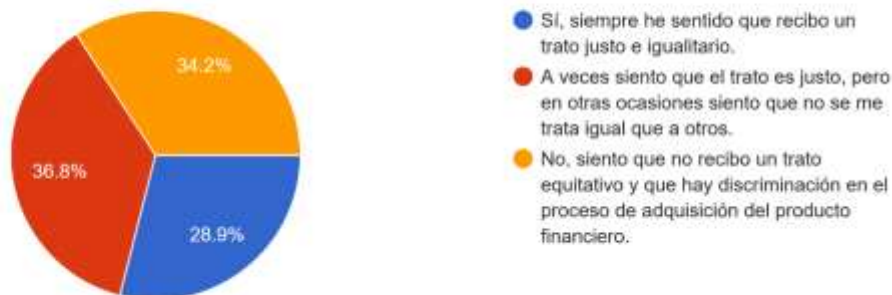 34.2%
36.8%
28.9%
Sí, siempre he sentido que recibo un
trato justo e igualitario.
A veces siento que el trato es justo, pero
en otras ocasiones siento que no se me
trata igual que a otros.
No, siento que no recibo un trato
equitativo y que hay discriminación en el
proceso de adquisición del producto
financiero.